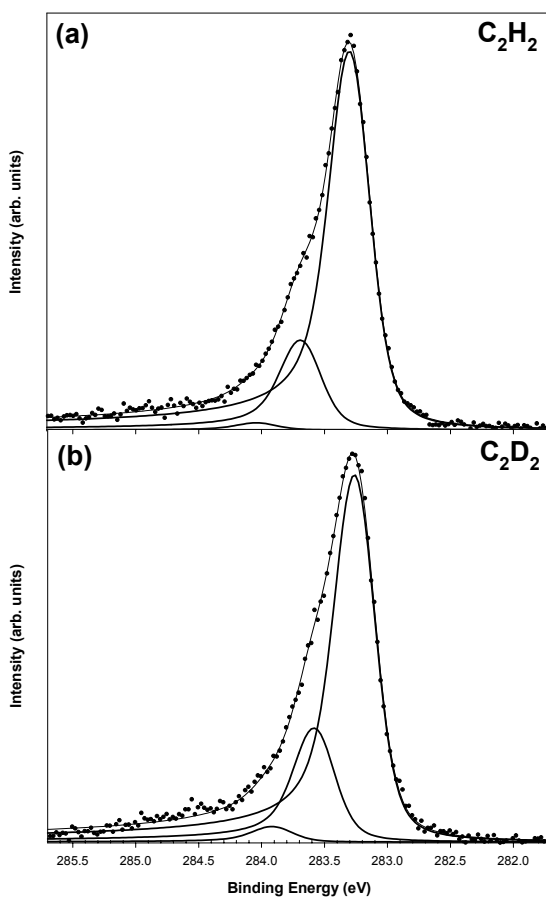 (a)
C₂H₂
Intensity (arb. units)
(b)
C₂D₂
Intensity (arb. units)
285.5 285.0 284.5 283.0 283.5 283.0 282.5 282.0
Binding Energy (eV)